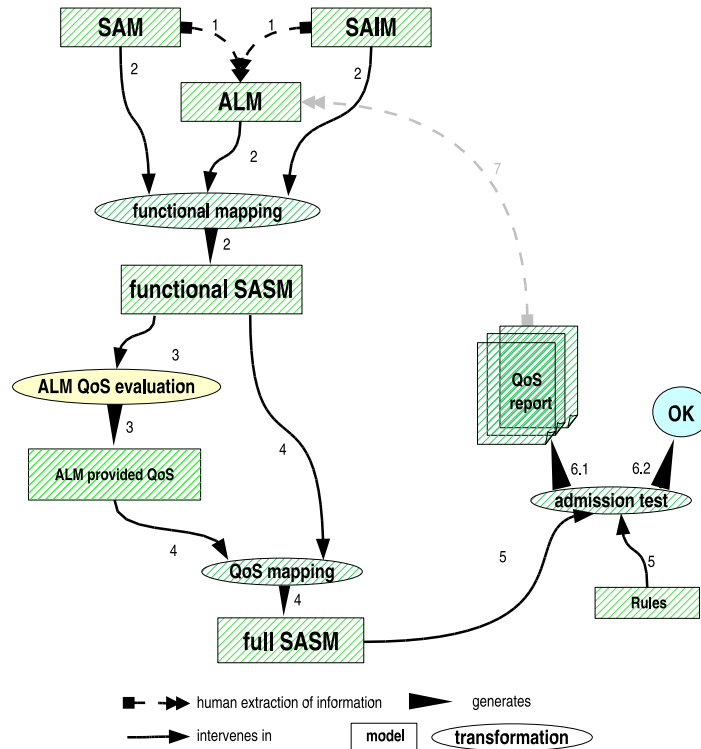 SAM
1
1
SAIM
2
2
ALM
2
7
functional mapping
2
functional SASM
3
ALM QoS evaluation
QoS
report
OK
3
4
ALM provided QoS
6.1
6.2
admission test
4
5
5
QoS mapping
4
Rules
full SASM
human extraction of information
generates
intervenes in
model
transformation